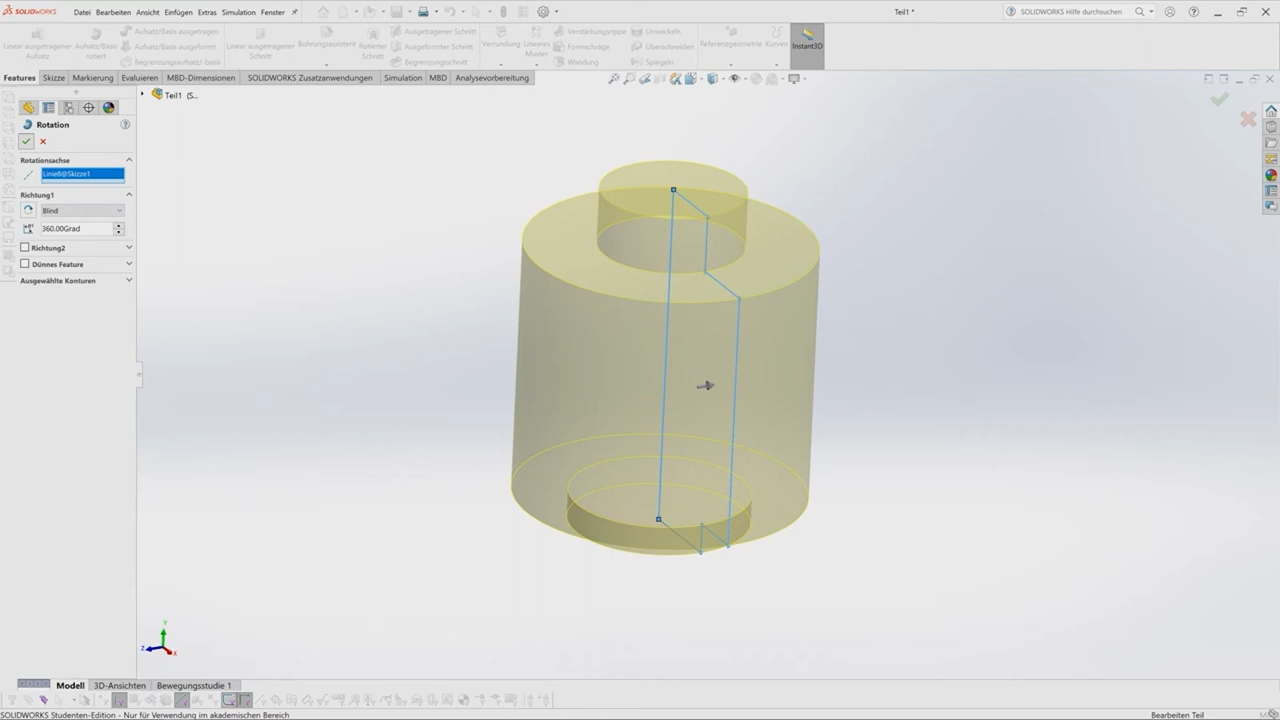 SOLIDWORKS Datei Bearbeiten Ansicht Einfügen Extras Simulation Fenster Teil1 * SOLIDWORKS Hilfe durchsuchen
Linear ausgetragener Aufsatz
Aufsatz/Basis rotiert
Aufsatz/Basis ausgetragen
Aufsatz/Basis ausgeformt
Begrenzungsaufsatz/-basis
Linear ausgetragener Schnitt
Bohrungsassistent
Rotierter Schnitt
Ausgetragener Schnitt
Ausgeformter Schnitt
Begrenzungsschnitt
Verrundung
Lineares Muster
Verstärkungsrippe
Formschräge
Wandung
Umwickeln
Überschneiden
Spiegeln
Referenzgeometrie
Kurven
Instant3D
Features Skizze Markierung Evaluieren MBD-Dimensionen SOLIDWORKS Zusatzanwendungen Simulation MBD Analysevorbereitung
Teil1 (S...
Rotation
Rotationsachse
Linie8@Skizze1
Richtung1
Blind
360.00Grad
Richtung2
Dünnes Feature
Ausgewählte Konturen
Y
Z
X
Modell 3D-Ansichten Bewegungsstudie 1
SOLIDWORKS Studenten-Edition - Nur für Verwendung im akademischen Bereich Bearbeiten Teil